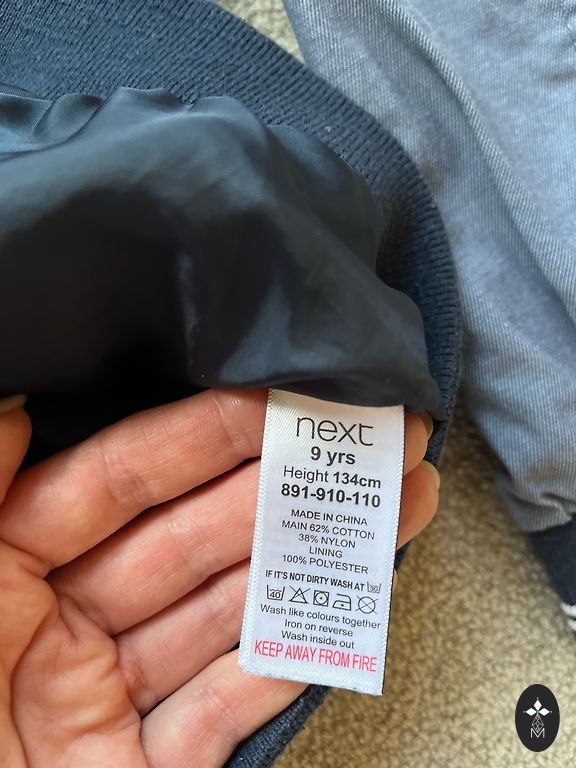 next
9 yrs
Height 134cm
891-910-110
MADE IN CHINA
MAIN 62% COTTON
38% NYLON
LINING
100% POLYESTER
IF IT'S NOT DIRTY WASH AT 30
40
Wash like colours together
Iron on reverse
Wash inside out
KEEP AWAY FROM FIRE
M